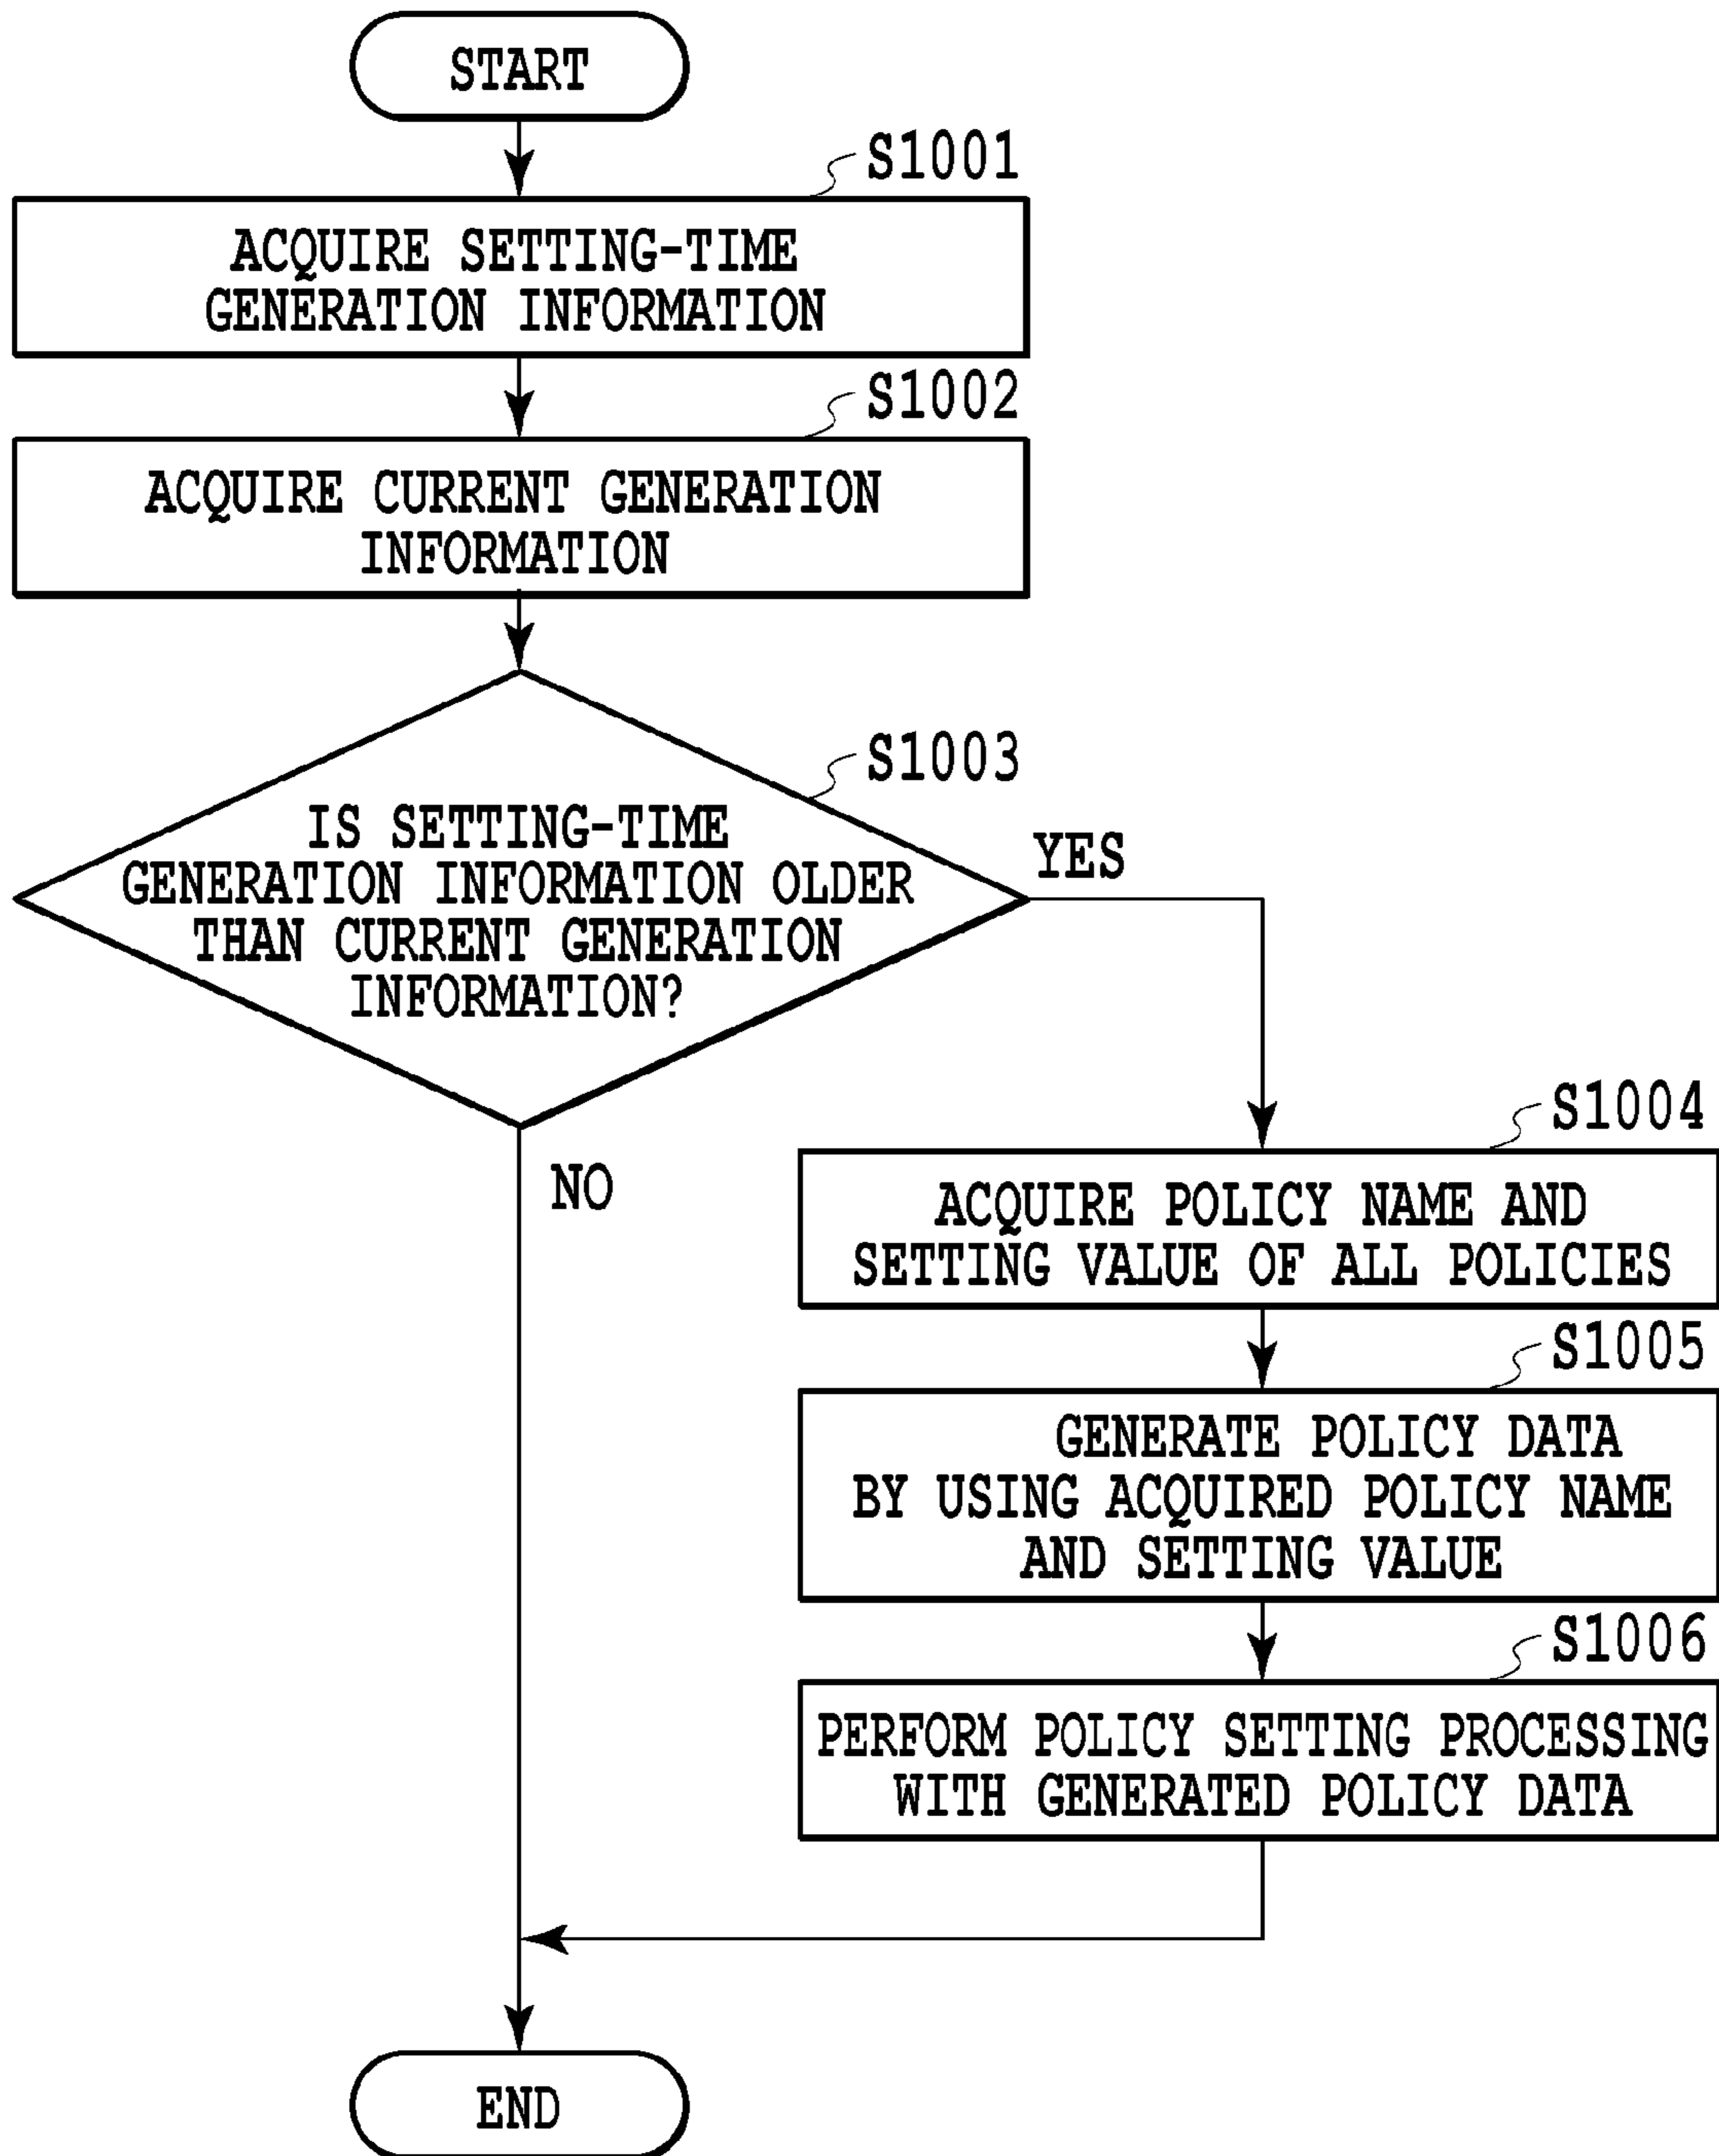 START
S1001
ACQUIRE SETTING-TIME
GENERATION INFORMATION
S1002
ACQUIRE CURRENT GENERATION
INFORMATION
S1003
IS SETTING-TIME
GENERATION INFORMATION OLDER
THAN CURRENT GENERATION
INFORMATION?
YES
NO
S1004
ACQUIRE POLICY NAME AND
SETTING VALUE OF ALL POLICIES
S1005
GENERATE POLICY DATA
BY USING ACQUIRED POLICY NAME
AND SETTING VALUE
S1006
PERFORM POLICY SETTING PROCESSING
WITH GENERATED POLICY DATA
END